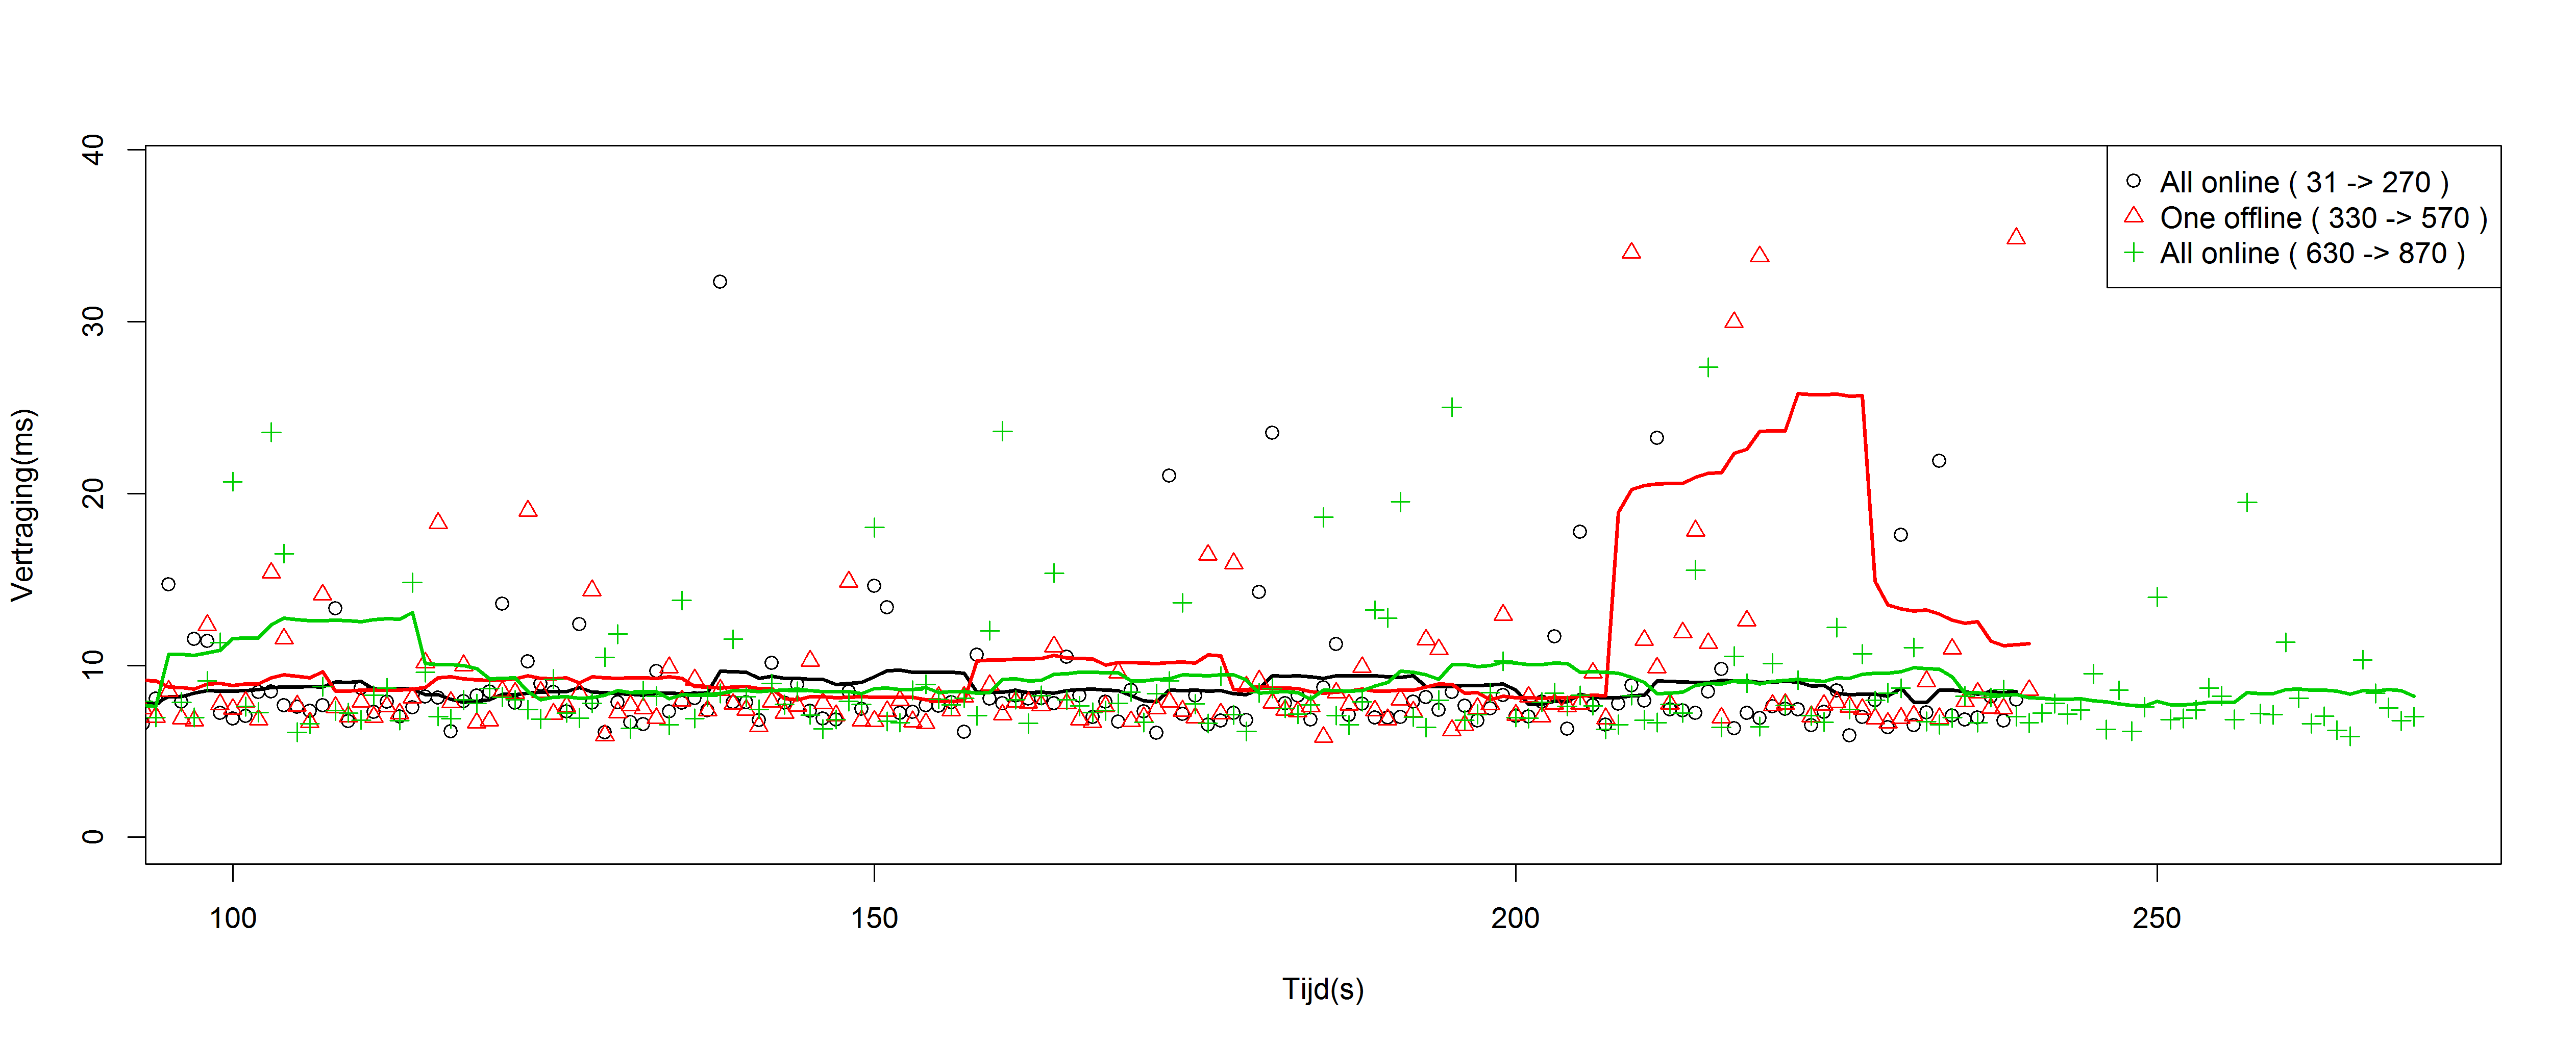 All online ( 31 -> 270 )
One offline ( 330 -> 570 )
All online ( 630 -> 870 )
Vertraging(ms)
40
30
20
10
0
100
150
200
250
Tijd(s)